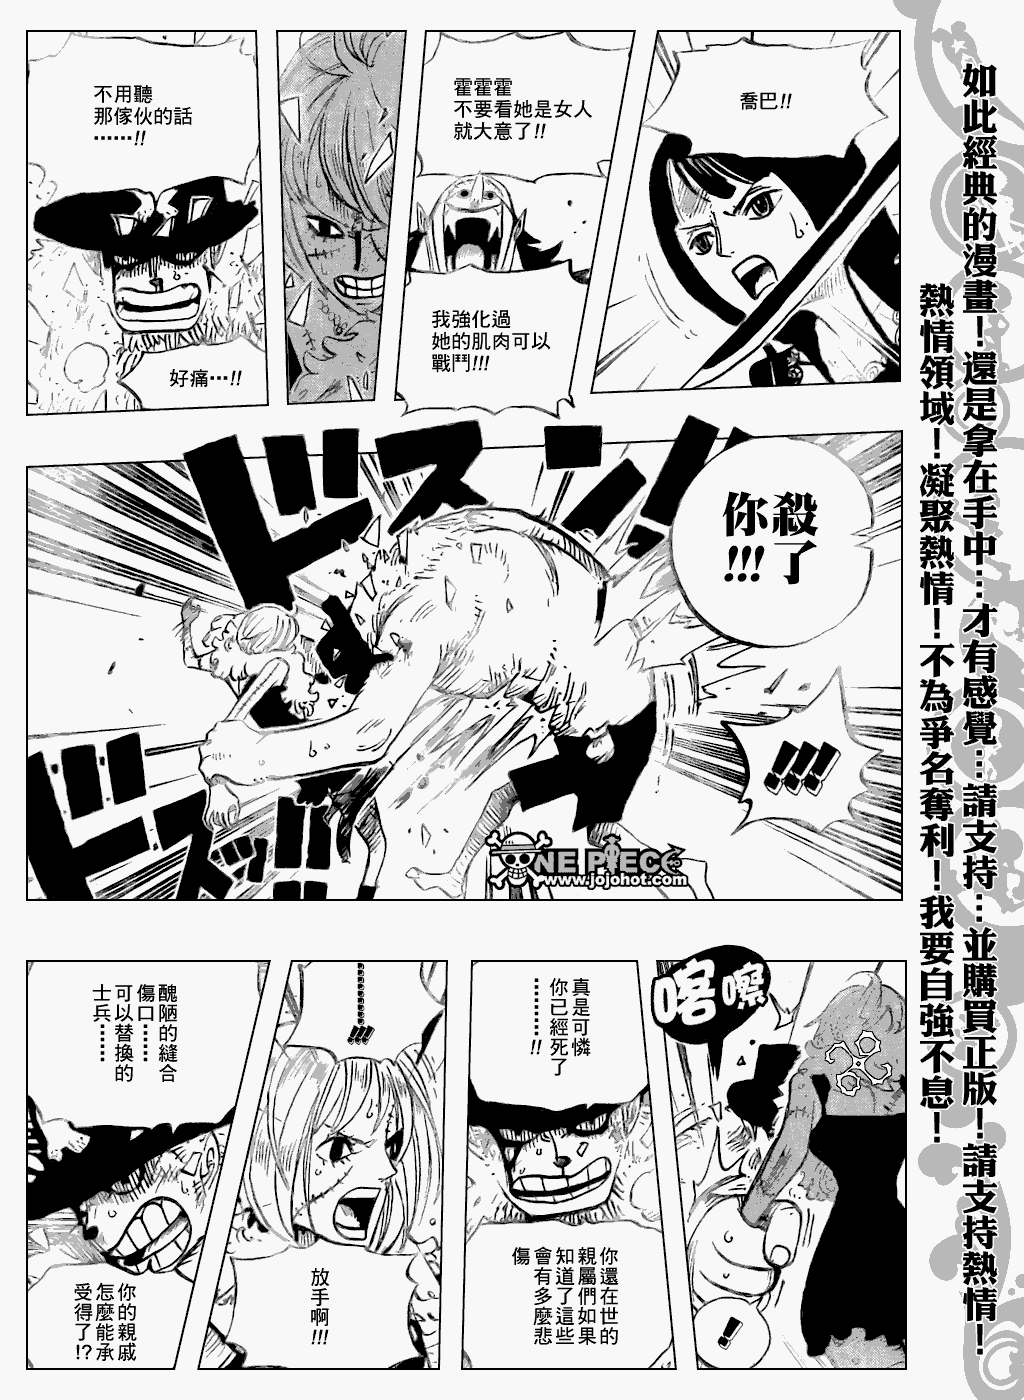 喬巴!!
霍霍霍
不要看她是女人
就大意了!!
我強化過
她的肌肉可以
戰鬥!!!
不用聽
那傢伙的話
……!!
好痛…!!
殺了
你
!!!
ドスン!!
!!!
ドドズズ
ONE PIECE
www.jojohot.com
喀嚓
!
真是可憐
你已經死了
………!!
你還在世的
親屬們如果
知道了這些
會有多麼悲
傷
………!!!
放手啊!!!
醜陋的縫合
傷口……
可以替換的
士兵……
你的親戚
怎麼能承
受得了!?
如此經典的漫畫！還是拿在手中…才有感覺…請支持…並購買正版！請支持熱情！
熱情領域！凝聚熱情！不為爭名奪利！我要自強不息！